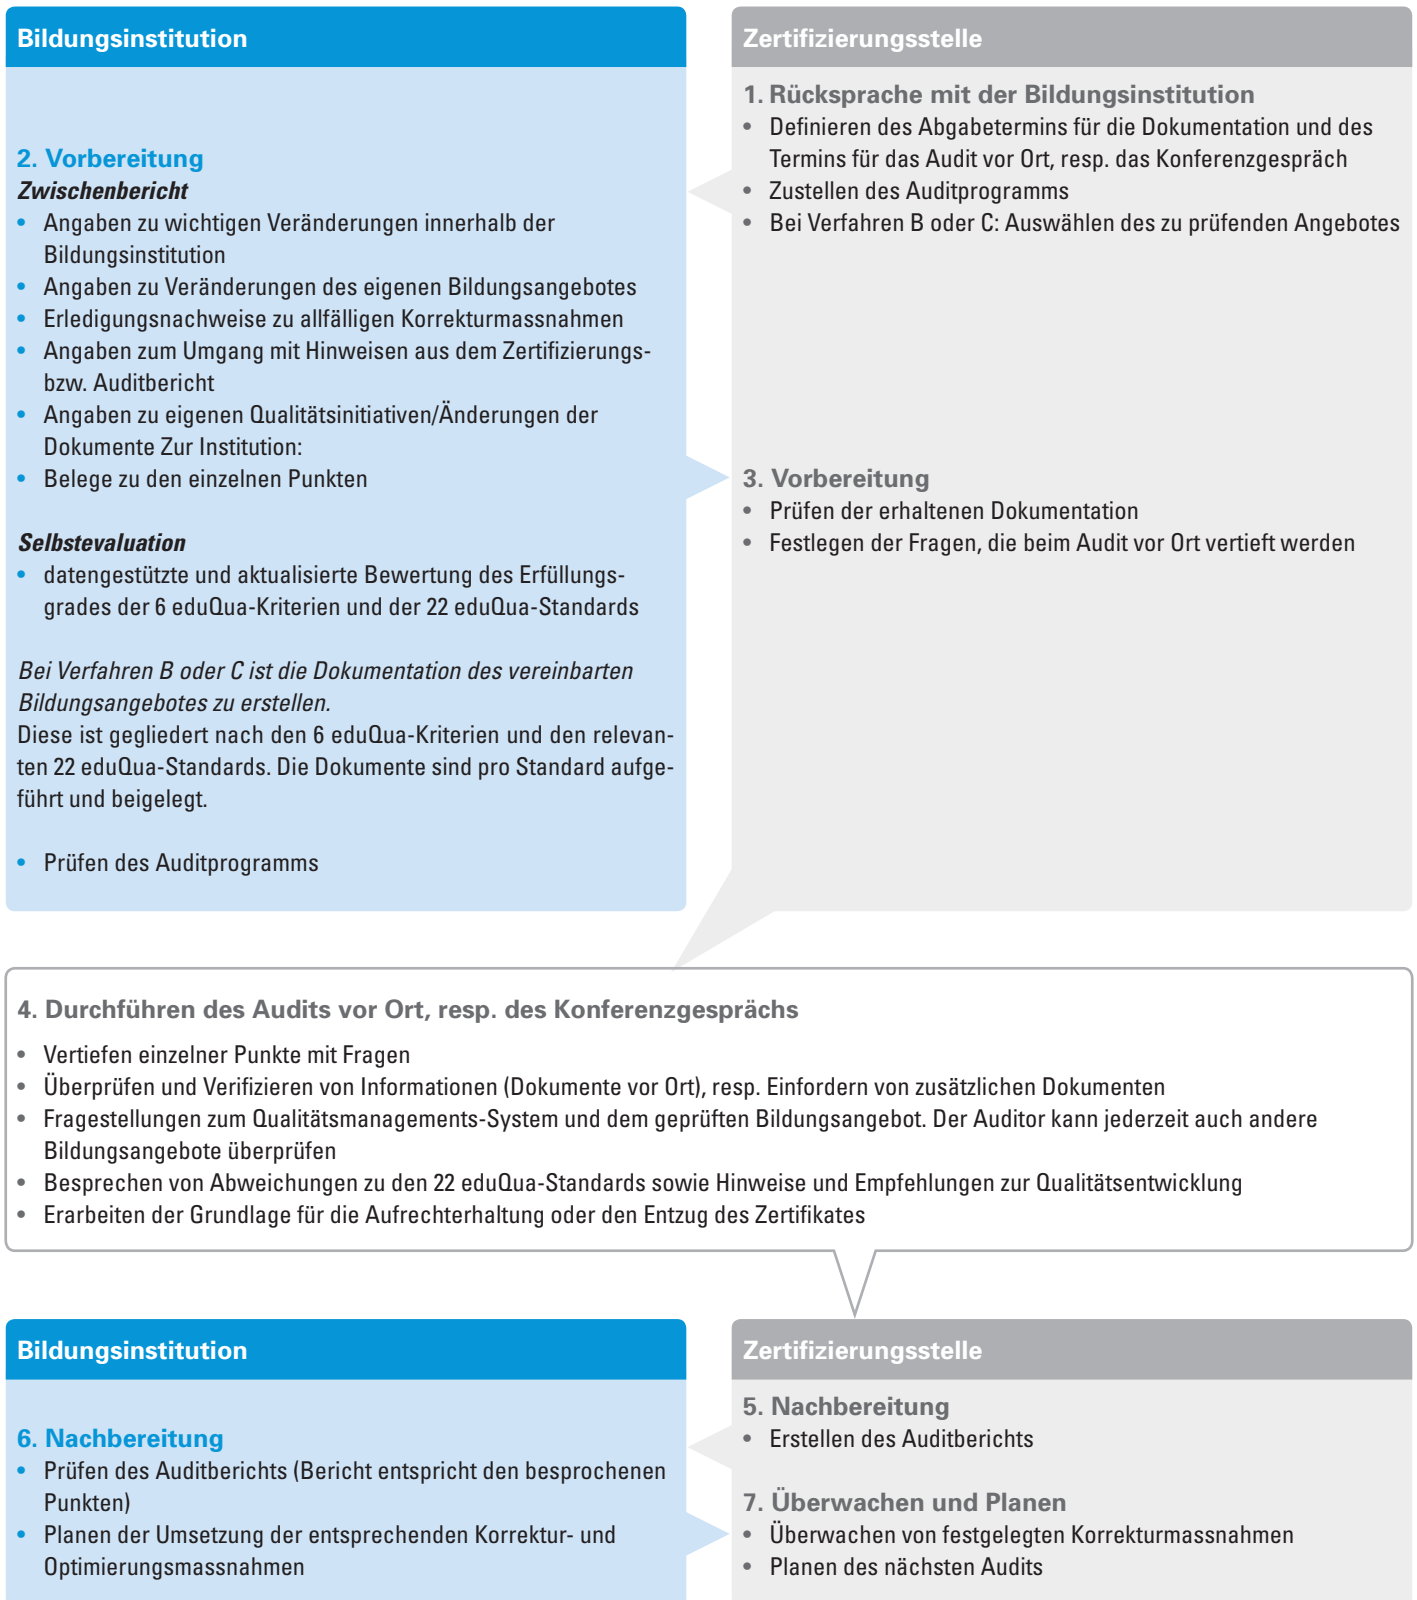 Bildungsinstitution
2. Vorbereitung
Zwischenbericht
• Angaben zu wichtigen Veränderungen innerhalb der
Bildungsinstitution
• Angaben zu Veränderungen des eigenen Bildungsangebotes
• Erledigungsnachweise zu allfälligen Korrekturmassnahmen
• Angaben zum Umgang mit Hinweisen aus dem Zertifizierungs-
bzw. Auditbericht
• Angaben zu eigenen Qualitätsinitiativen/Änderungen der
Dokumente Zur Institution:
• Belege zu den einzelnen Punkten
Selbstevaluation
• datengestützte und aktualisierte Bewertung des Erfüllungs-
grades der 6 eduQua-Kriterien und der 22 eduQua-Standards
Bei Verfahren B oder C ist die Dokumentation des vereinbarten
Bildungsangebotes zu erstellen.
Diese ist gegliedert nach den 6 eduQua-Kriterien und den relevan-
ten 22 eduQua-Standards. Die Dokumente sind pro Standard aufge-
führt und beigelegt.
• Prüfen des Auditprogramms
Zertifizierungsstelle
1. Rücksprache mit der Bildungsinstitution
• Definieren des Abgabetermins für die Dokumentation und des
Termins für das Audit vor Ort, resp. das Konferenzgespräch
• Zustellen des Auditprogramms
• Bei Verfahren B oder C: Auswählen des zu prüfenden Angebotes
3. Vorbereitung
• Prüfen der erhaltenen Dokumentation
• Festlegen der Fragen, die beim Audit vor Ort vertieft werden
4. Durchführen des Audits vor Ort, resp. des Konferenzgesprächs
• Vertiefen einzelner Punkte mit Fragen
• Überprüfen und Verifizieren von Informationen (Dokumente vor Ort), resp. Einfordern von zusätzlichen Dokumenten
• Fragestellungen zum Qualitätsmanagements-System und dem geprüften Bildungsangebot. Der Auditor kann jederzeit auch andere
Bildungsangebote überprüfen
• Besprechen von Abweichungen zu den 22 eduQua-Standards sowie Hinweise und Empfehlungen zur Qualitätsentwicklung
• Erarbeiten der Grundlage für die Aufrechterhaltung oder den Entzug des Zertifikates
Bildungsinstitution
6. Nachbereitung
• Prüfen des Auditberichts (Bericht entspricht den besprochenen
Punkten)
• Planen der Umsetzung der entsprechenden Korrektur- und
Optimierungsmassnahmen
Zertifizierungsstelle
5. Nachbereitung
• Erstellen des Auditberichts
7. Überwachen und Planen
• Überwachen von festgelegten Korrekturmassnahmen
• Planen des nächsten Audits